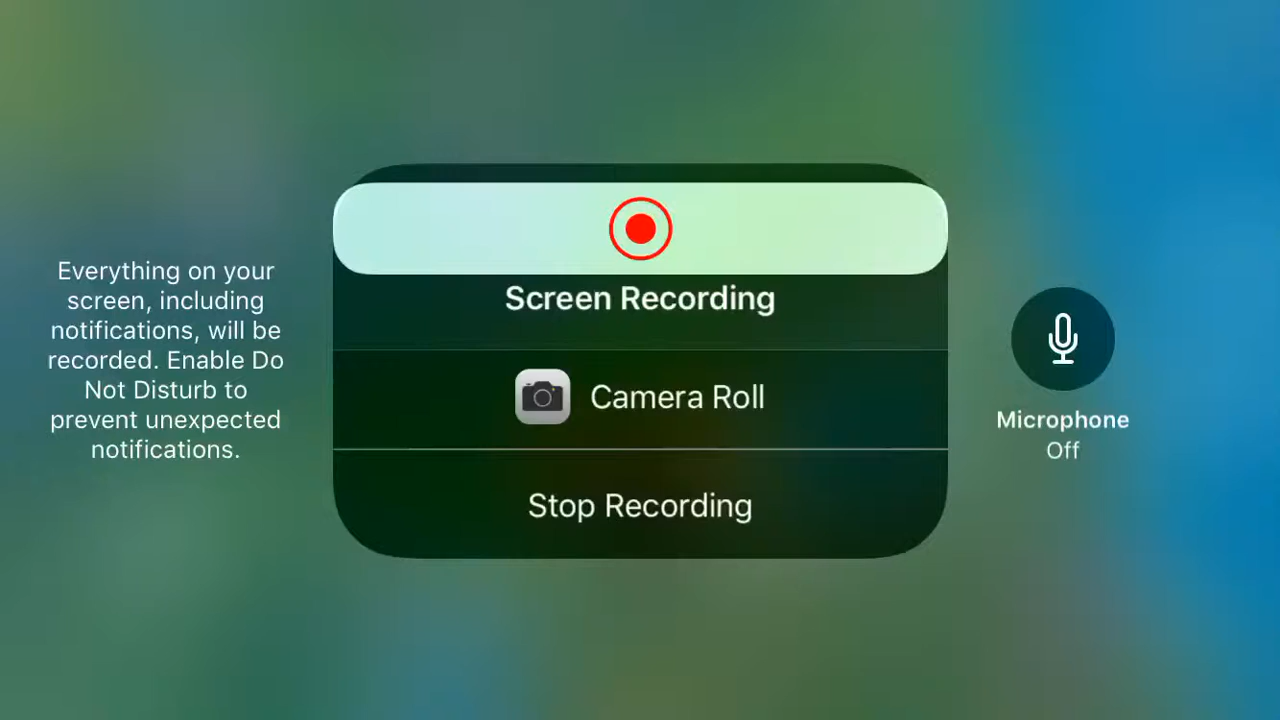 Everything on your
screen, including
notifications, will be
recorded. Enable Do
Not Disturb to
prevent unexpected
notifications.
Screen Recording
Camera Roll
Stop Recording
Microphone
Off